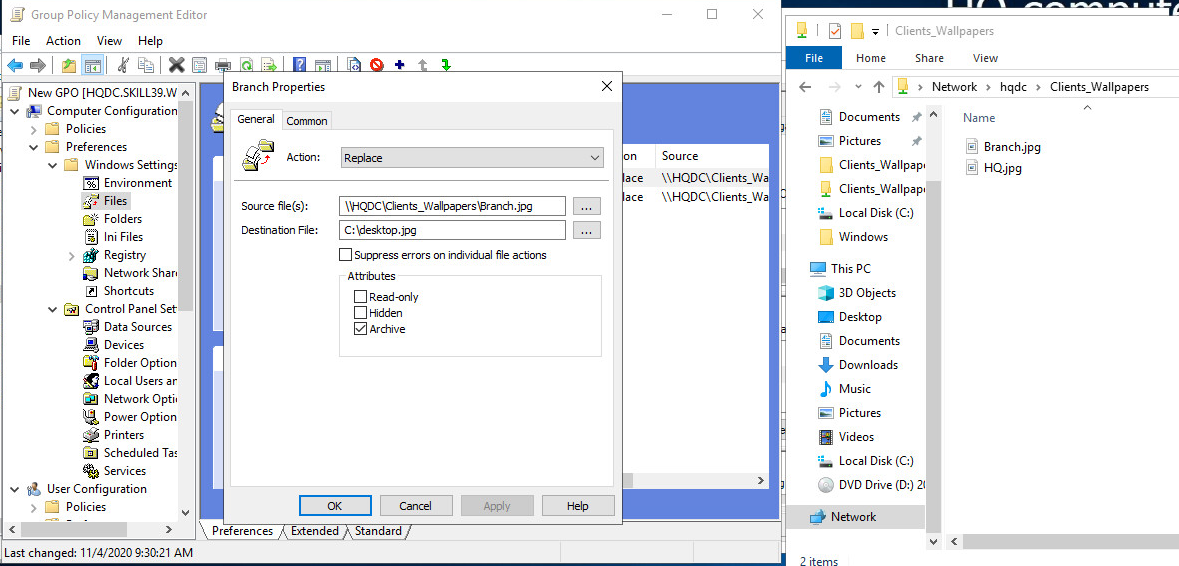 Group Policy Management Editor
File Action View Help
New GPO [HQDC.SKILL39.W
Computer Configuration
Policies
Preferences
Windows Settings
Environment
Files
Folders
Ini Files
Registry
Network Shar
Shortcuts
Control Panel Set
Data Sources
Devices
Folder Option
Local Users an
Network Opti
Power Option
Printers
Scheduled Tas
Services
User Configuration
Policies
Branch Properties
General Common
Action: Replace
Source file(s): \\HQDC\Clients_Wallpapers\Branch.jpg ...
Destination File: C:\desktop.jpg ...
Suppress errors on individual file actions
Attributes
Read-only
Hidden
Archive
OK Cancel Apply Help
on Source
lace \\HQDC\Clients_Wa
lace \\HQDC\Clients_Wa
Preferences Extended Standard
Last changed: 11/4/2020 9:30:21 AM
Clients_Wallpapers
File Home Share View
Network > hqdc > Clients_Wallpapers
Documents
Pictures
Clients_Wallpape
Clients_Wallpape
Local Disk (C:)
Windows
This PC
3D Objects
Desktop
Documents
Downloads
Music
Pictures
Videos
Local Disk (C:)
DVD Drive (D:) 20
Network
Name
Branch.jpg
HQ.jpg
2 items